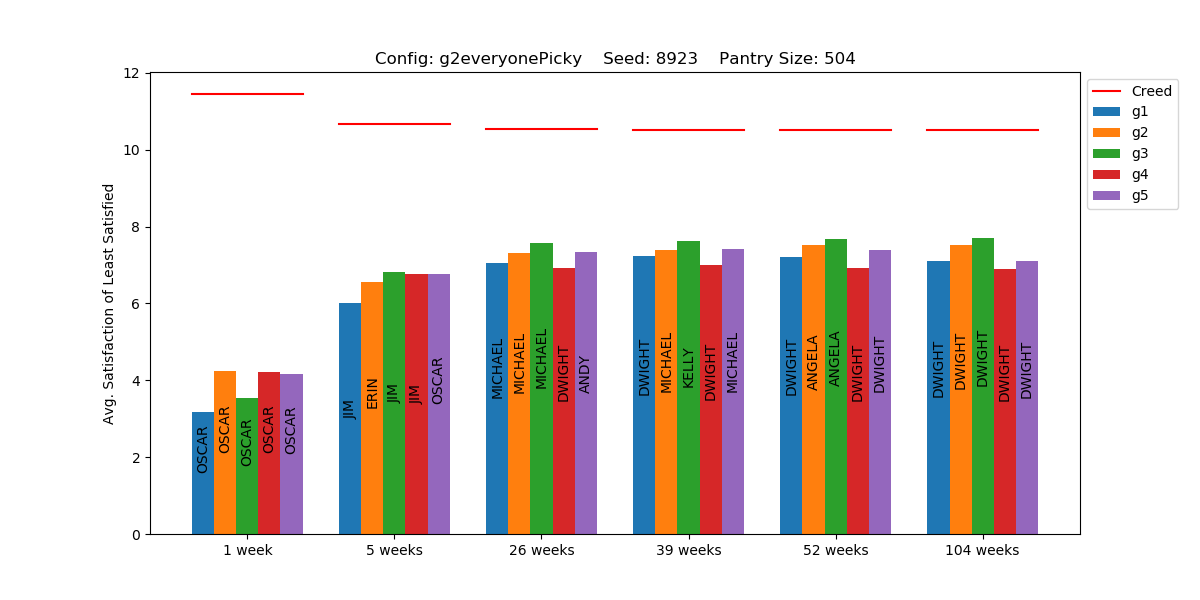 Config: g2everyonePicky    Seed: 8923    Pantry Size: 504
Avg. Satisfaction of Least Satisfied
12
10
8
6
4
2
0
Creed
g1
g2
g3
g4
g5
OSCAR
OSCAR
OSCAR
OSCAR
OSCAR
JIM
ERIN
JIM
JIM
OSCAR
MICHAEL
MICHAEL
MICHAEL
DWIGHT
ANDY
DWIGHT
MICHAEL
KELLY
DWIGHT
MICHAEL
DWIGHT
ANGELA
ANGELA
DWIGHT
DWIGHT
DWIGHT
DWIGHT
DWIGHT
DWIGHT
DWIGHT
1 week
5 weeks
26 weeks
39 weeks
52 weeks
104 weeks